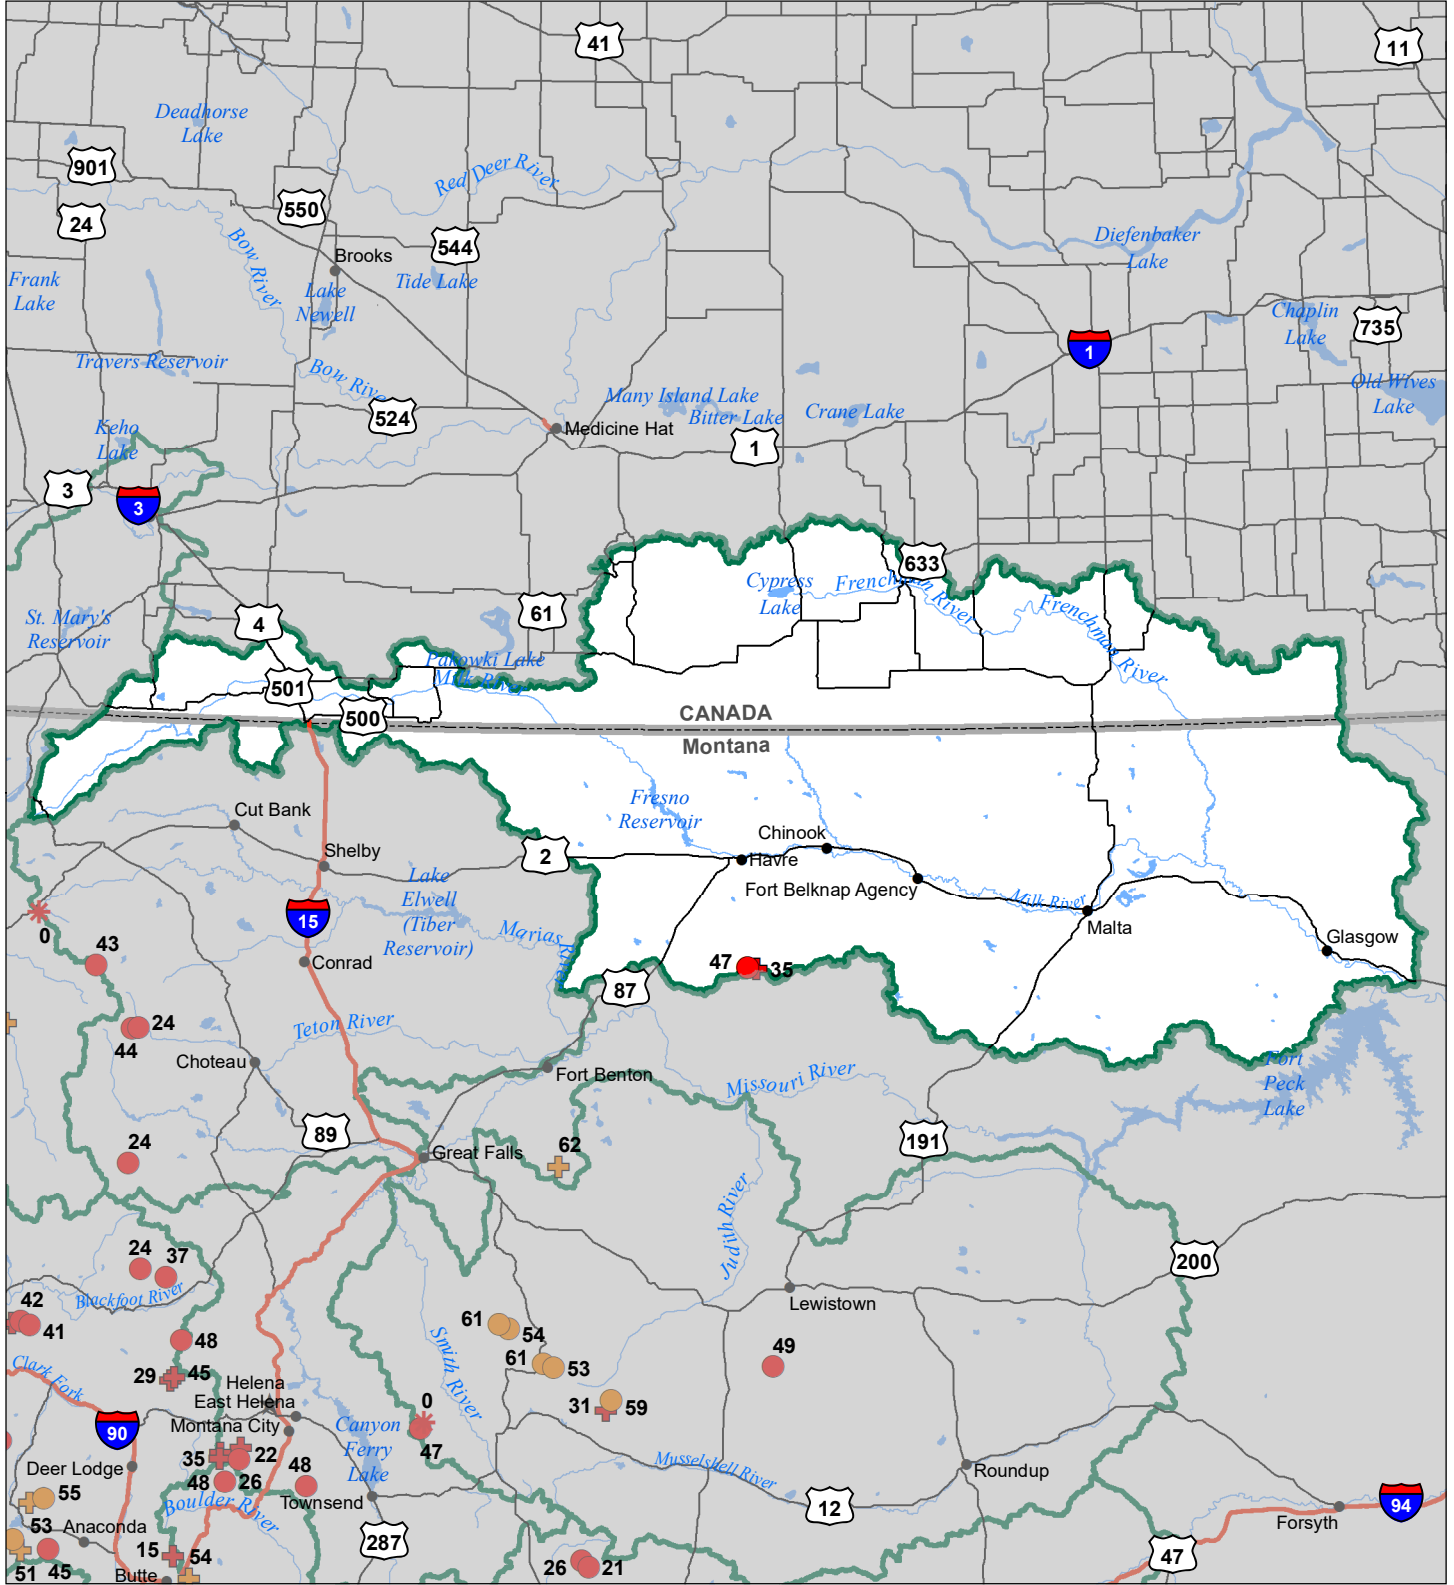 41
11
Deadhorse
Lake
901
Red Deer River
24
550
Bow River
544
Diefenbaker
Lake
Brooks
Frank
Lake
Lake
Newell
Tide Lake
Chaplin
Lake
735
1
Travers Reservoir
Bow River
Old Wives
Lake
524
Many Island Lake
Bitter Lake
Crane Lake
Keho
Lake
Medicine Hat
1
3
3
633
Cypress
Lake
Frenchman River
Frenchman River
St. Mary's
Reservoir
4
61
Pakowki Lake
Milk River
501
500
CANADA
Montana
Fresno
Reservoir
Cut Bank
Chinook
Shelby
2
Havre
Lake
Elwell
(Tiber
Reservoir)
Fort Belknap Agency
Milk River
15
Malta
0
Marias River
Glasgow
43
Conrad
47
35
87
24
44
Teton River
Choteau
Fort Benton
Missouri River
Fort
Peck
Lake
89
191
24
Great Falls
62
Judith River
24
37
200
Blackfoot River
42
41
Lewistown
61
54
48
Smith River
61
53
49
Clark Fork
29
45
Helena
East Helena
0
31
59
90
Montana City
Canyon
Ferry
Lake
47
35
22
Musselshell River
Deer Lodge
48
26
48
Roundup
55
Boulder River
Townsend
12
94
53
Anaconda
287
Forsyth
15
54
47
51
45
Butte
26
21